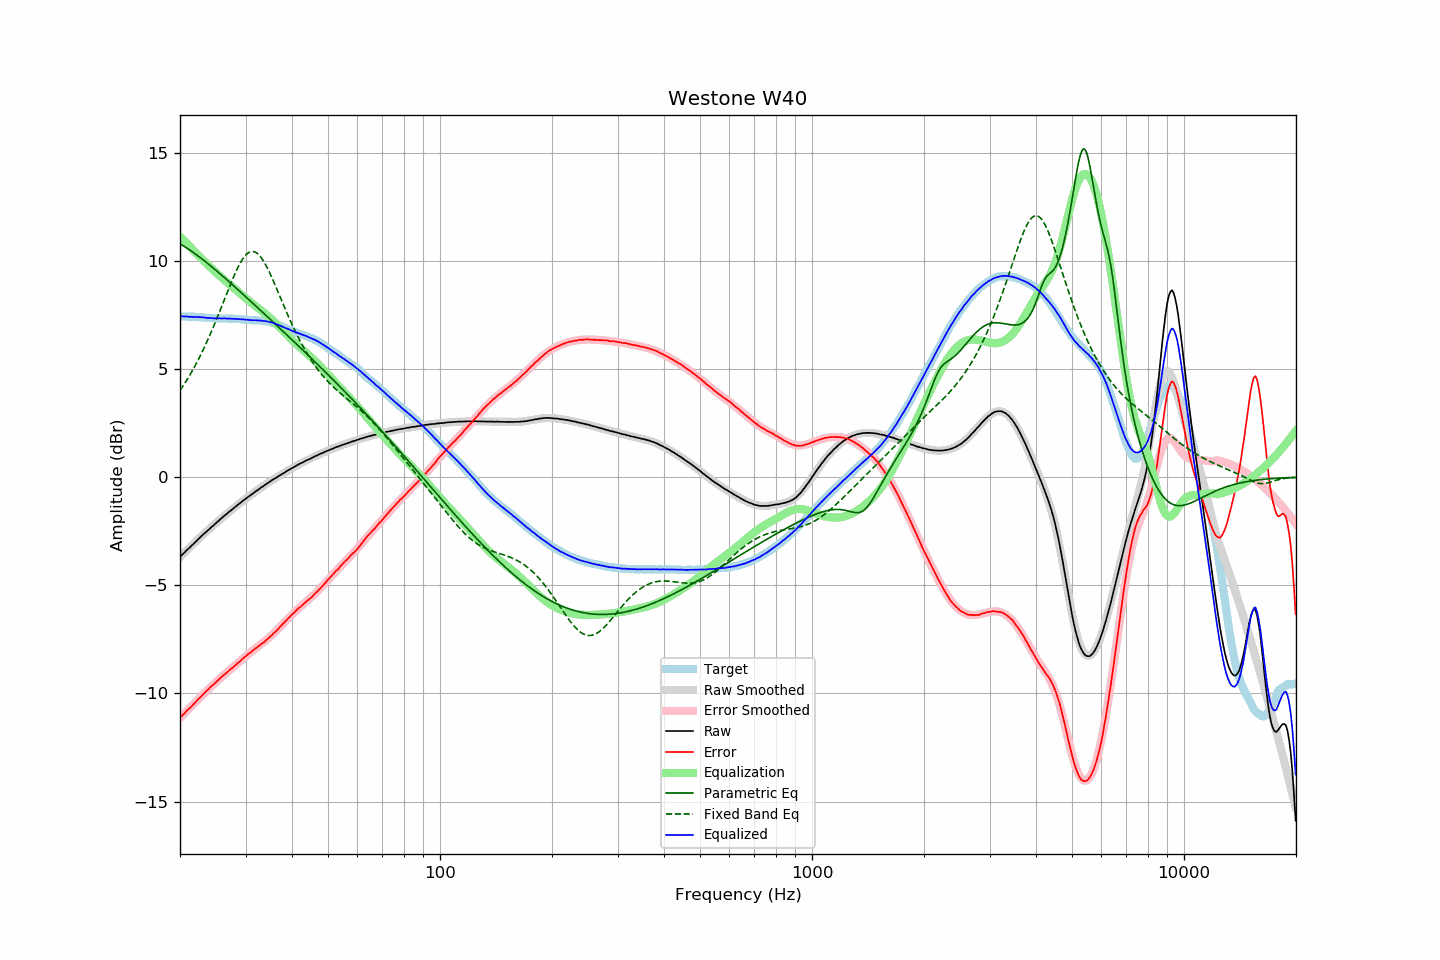 Westone W40
Amplitude (dBr)
15
10
5
0
−5
−10
−15
Target
Raw Smoothed
Error Smoothed
Raw
Error
Equalization
Parametric Eq
Fixed Band Eq
Equalized
100
1000
10000
Frequency (Hz)